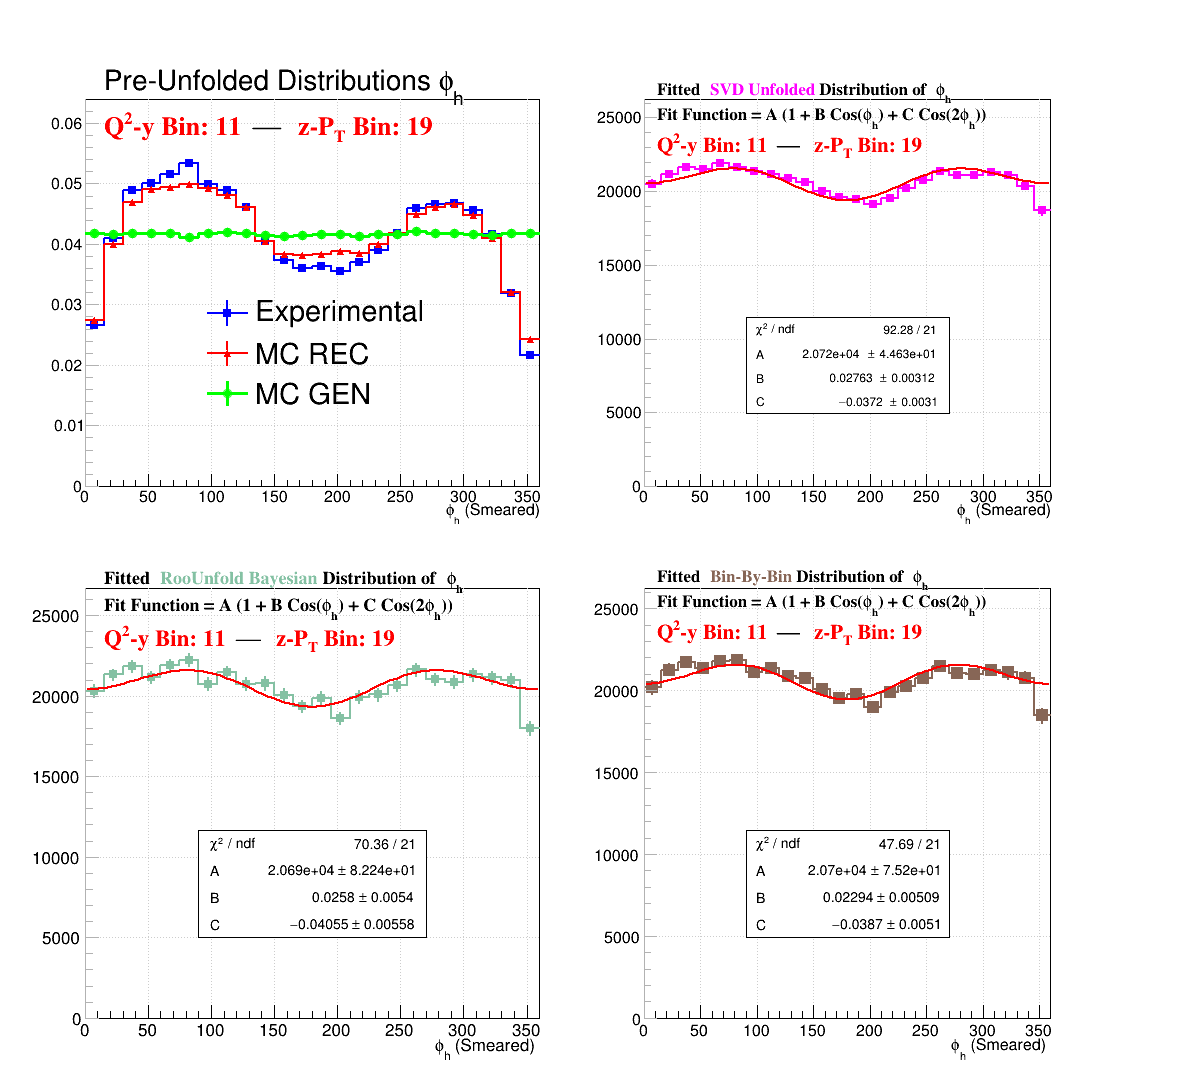 Pre-Unfolded Distributions ϕh
Q²-y Bin: 11 — z-PT Bin: 19
0.06
0.05
0.04
0.03
0.02
0.01
0
Experimental
MC REC
MC GEN
0 50 100 150 200 250 300 350
ϕh (Smeared)
Fitted SVD Unfolded Distribution of ϕh
Fit Function = A (1 + B Cos(ϕh) + C Cos(2ϕh))
Q²-y Bin: 11 — z-PT Bin: 19
25000
20000
15000
10000
5000
0
χ² / ndf 92.28 / 21
A 2.072e+04 ± 4.463e+01
B 0.02763 ± 0.00312
C −0.0372 ± 0.0031
0 50 100 150 200 250 300 350
ϕh (Smeared)
Fitted RooUnfold Bayesian Distribution of ϕh
Fit Function = A (1 + B Cos(ϕh) + C Cos(2ϕh))
Q²-y Bin: 11 — z-PT Bin: 19
25000
20000
15000
10000
5000
0
χ² / ndf 70.36 / 21
A 2.069e+04 ± 8.224e+01
B 0.0258 ± 0.0054
C −0.04055 ± 0.00558
0 50 100 150 200 250 300 350
ϕh (Smeared)
Fitted Bin-By-Bin Distribution of ϕh
Fit Function = A (1 + B Cos(ϕh) + C Cos(2ϕh))
Q²-y Bin: 11 — z-PT Bin: 19
25000
20000
15000
10000
5000
0
χ² / ndf 47.69 / 21
A 2.07e+04 ± 7.52e+01
B 0.02294 ± 0.00509
C −0.0387 ± 0.0051
0 50 100 150 200 250 300 350
ϕh (Smeared)